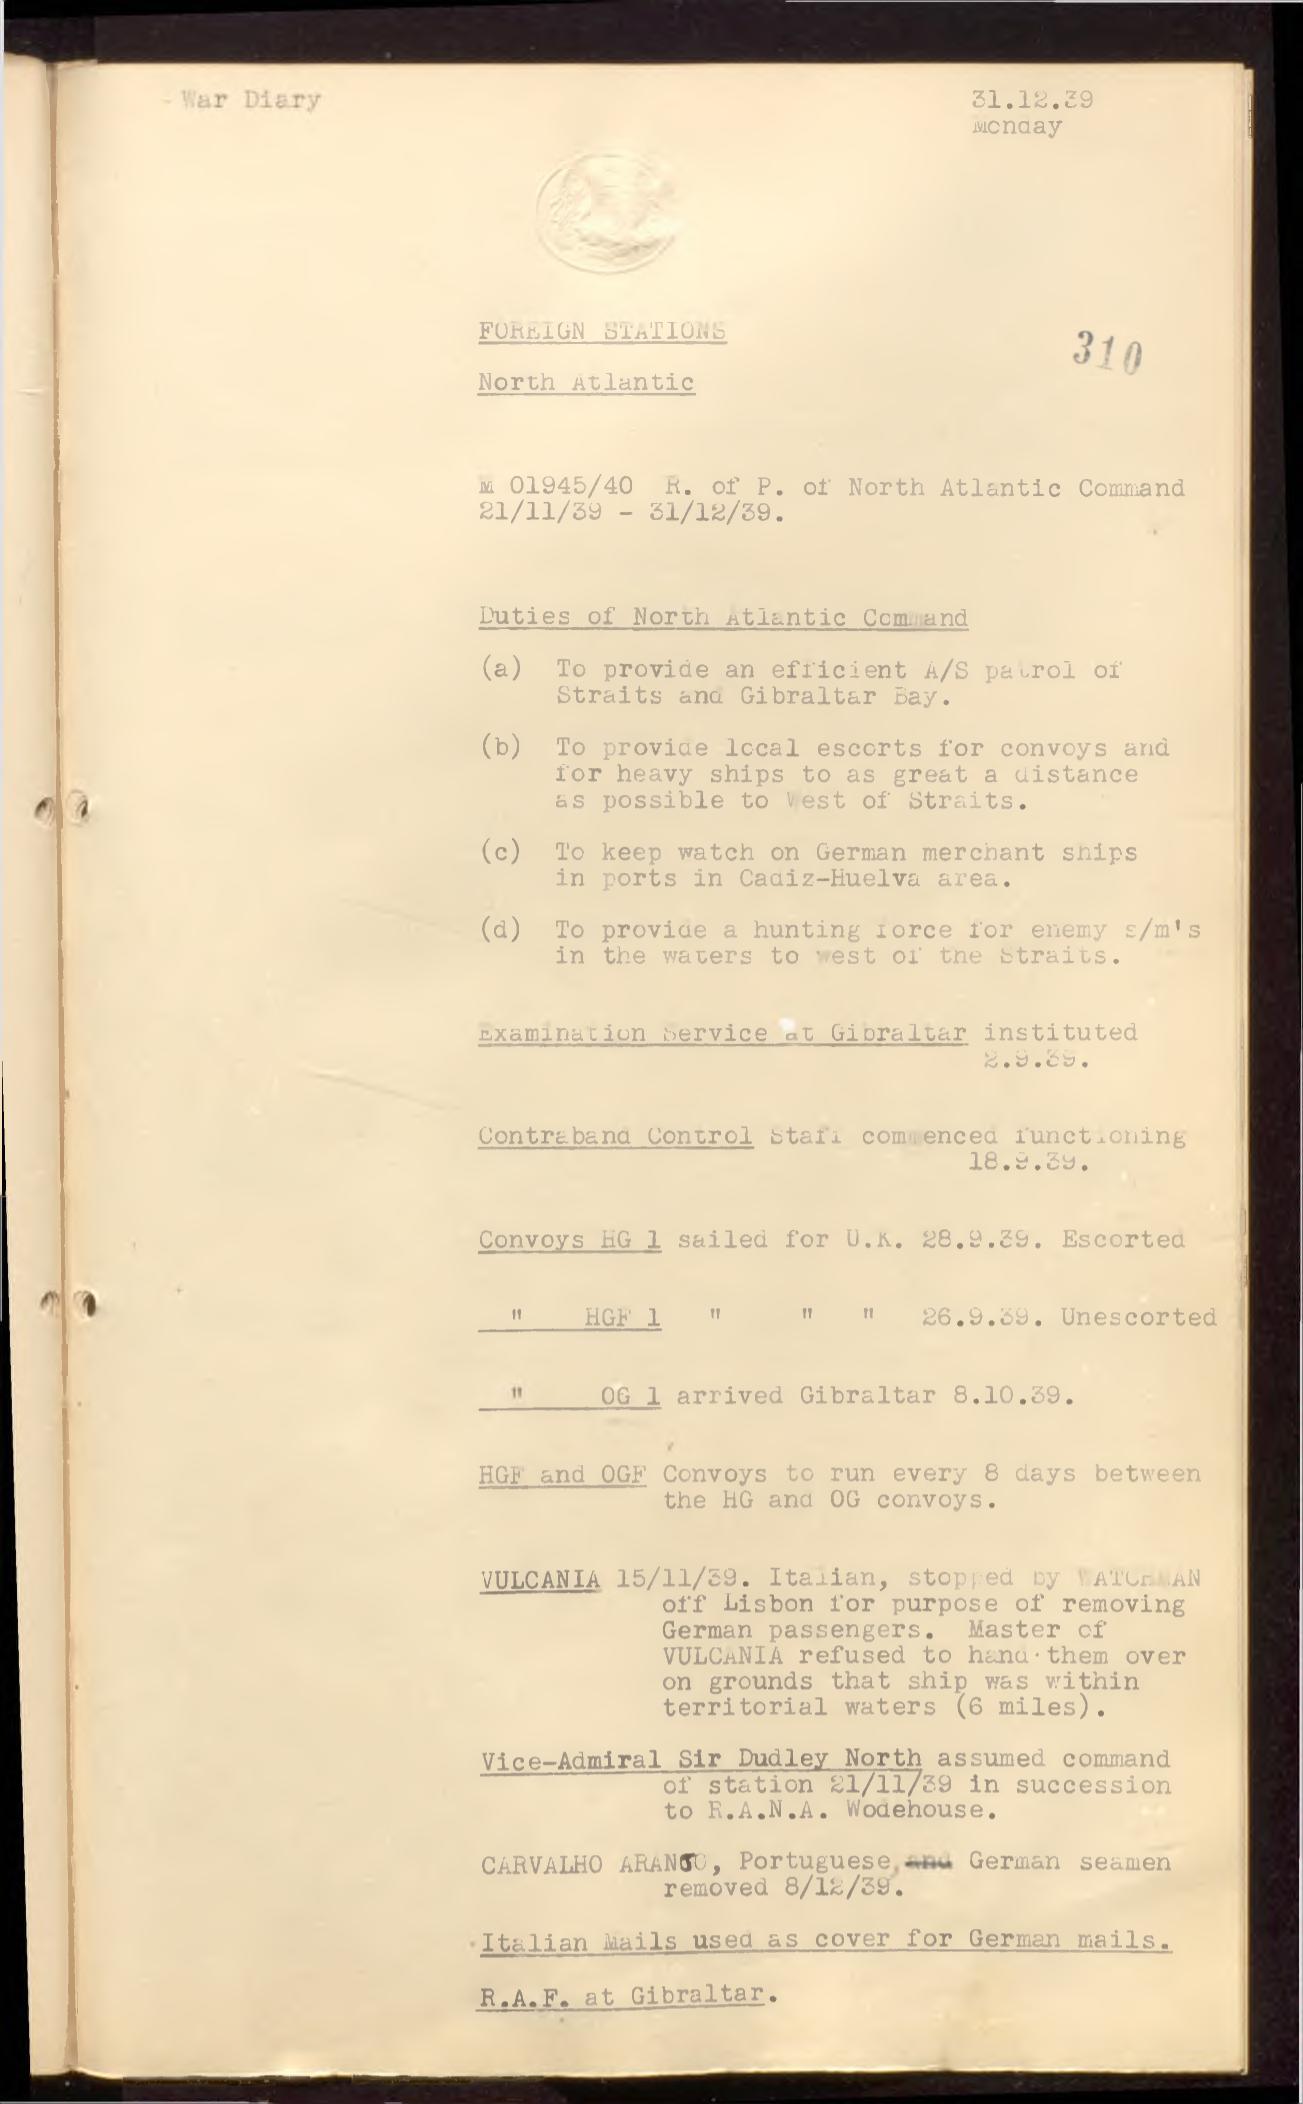 War Diary
31.12.39
Monday
FOREIGN STATIONS
310
North Atlantic
M 01945/40 R. of P. of North Atlantic Command
21/11/39 - 31/12/39.
Duties of North Atlantic Command
(a) To provide an efficient A/S patrol of
Straits and Gibraltar Bay.
(b) To provide local escorts for convoys and
for heavy ships to as great a distance
as possible to West of Straits.
(c) To keep watch on German merchant ships
in ports in Cadiz-Huelva area.
(d) To provide a hunting force for enemy s/m's
in the waters to west of the Straits.
Examination Service at Gibraltar instituted
2.9.39.
Contraband Control Staff commenced functioning
18.9.39.
Convoys HG 1 sailed for U.K. 28.9.39. Escorted
" HGF 1 " " " 26.9.39. Unescorted
" OG 1 arrived Gibraltar 8.10.39.
HGF and OGF Convoys to run every 8 days between
the HG and OG convoys.
VULCANIA 15/11/39. Italian, stopped by WATCHMAN
off Lisbon for purpose of removing
German passengers. Master of
VULCANIA refused to hand them over
on grounds that ship was within
territorial waters (6 miles).
Vice-Admiral Sir Dudley North assumed command
of station 21/11/39 in succession
to R.A.N.A. Wodehouse.
CARVALHO ARANJO, Portuguese, and German seamen
removed 8/12/39.
Italian Mails used as cover for German mails.
R.A.F. at Gibraltar.